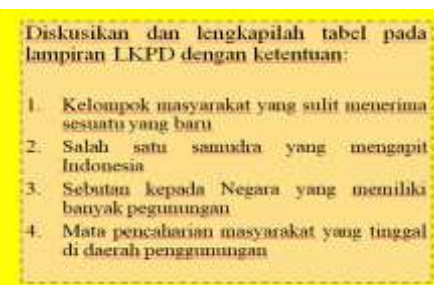 Diskusikan dan lengkapilah tabel pada
lampiran LKPD dengan ketentuan:
1. Kelompok masyarakat yang sulit menerima
sesuatu yang baru
2. Salah satu samudra yang mengapit
Indonesia
3. Sebutan kepada Negara yang memiliki
banyak pegunungan
4. Mata pencaharian masyarakat yang tinggal
di daerah penggunungan